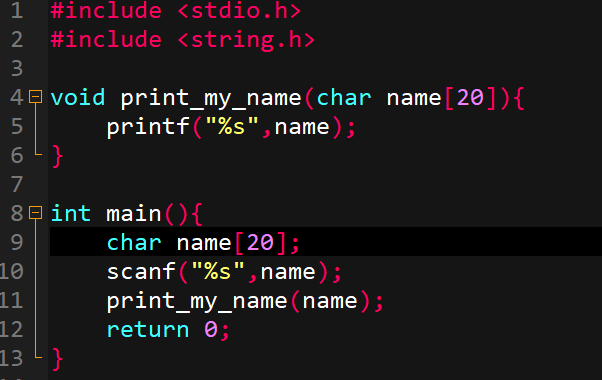 1 #include <stdio.h>
2 #include <string.h>
3
4 void print_my_name(char name[20]){
5     printf("%s",name);
6 }
7
8 int main(){
9     char name[20];
10     scanf("%s",name);
11     print_my_name(name);
12     return 0;
13 }